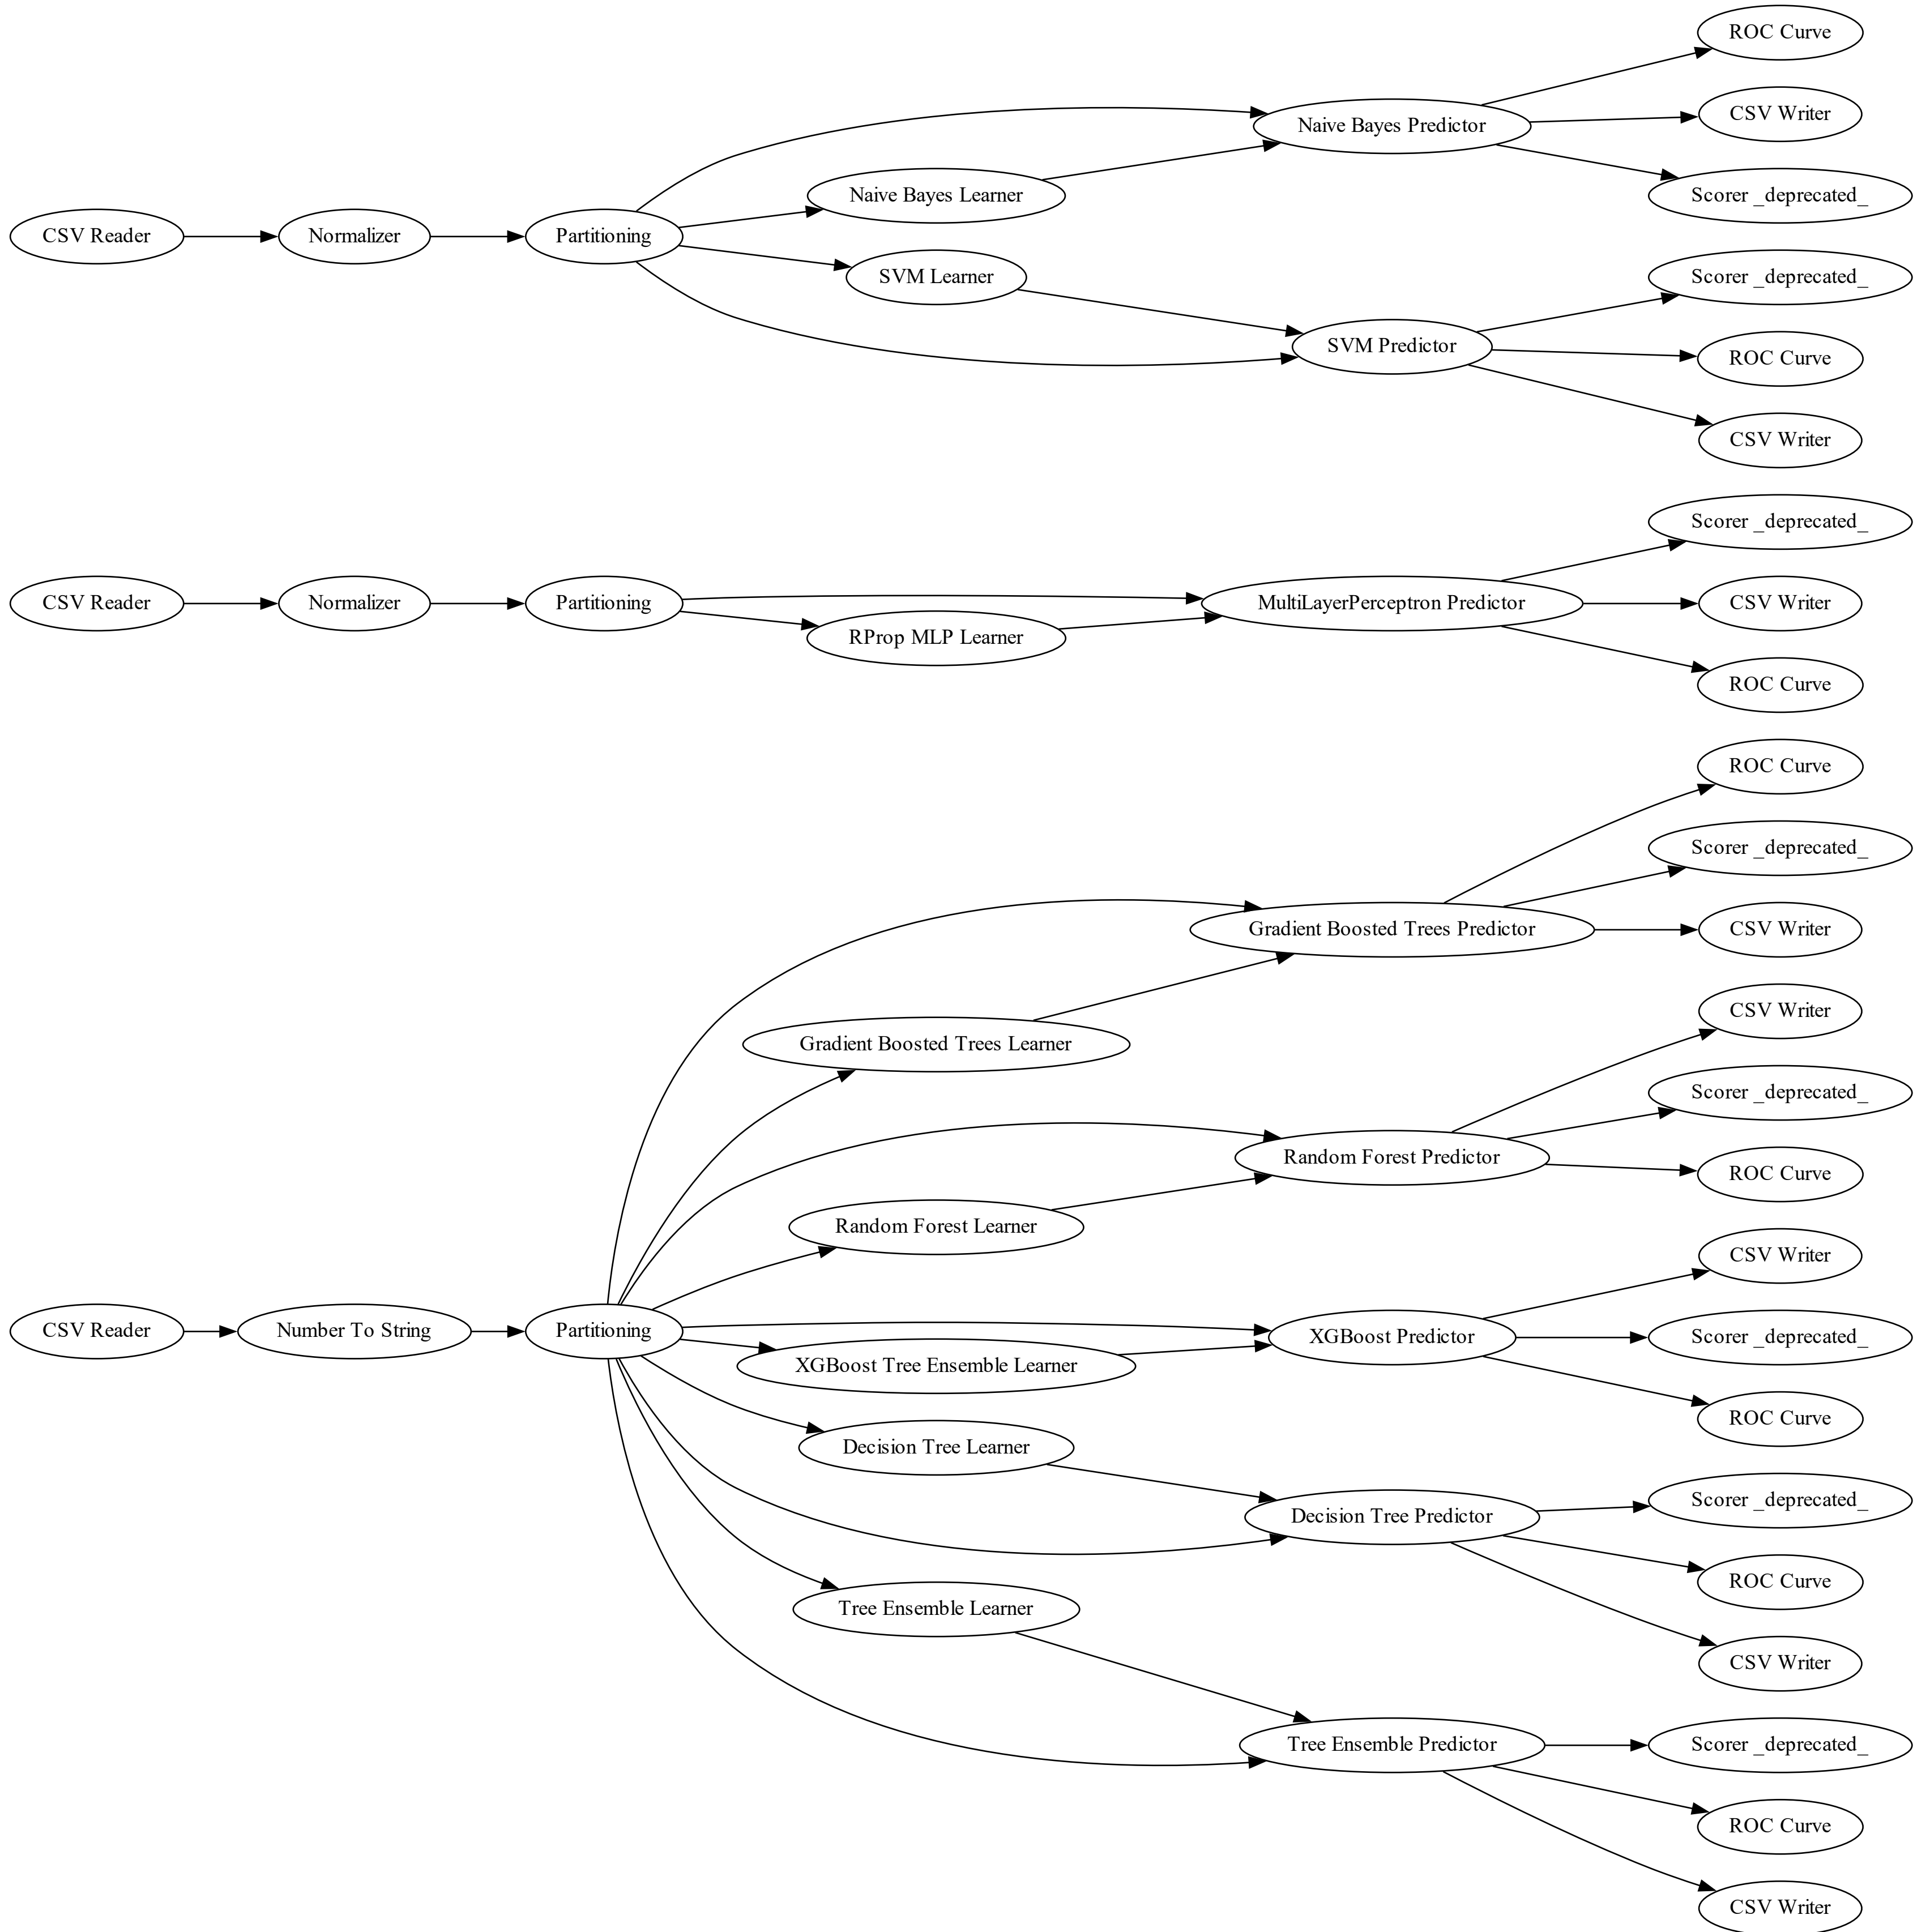 ROC Curve
CSV Writer
Naive Bayes Predictor
Naive Bayes Learner
Scorer _deprecated_
CSV Reader
Normalizer
Partitioning
SVM Learner
Scorer _deprecated_
SVM Predictor
ROC Curve
CSV Writer
Scorer _deprecated_
CSV Reader
Normalizer
Partitioning
MultiLayerPerceptron Predictor
CSV Writer
RProp MLP Learner
ROC Curve
ROC Curve
Scorer _deprecated_
Gradient Boosted Trees Predictor
CSV Writer
CSV Writer
Gradient Boosted Trees Learner
Scorer _deprecated_
Random Forest Predictor
ROC Curve
Random Forest Learner
CSV Writer
CSV Reader
Number To String
Partitioning
XGBoost Predictor
Scorer _deprecated_
XGBoost Tree Ensemble Learner
ROC Curve
Decision Tree Learner
Scorer _deprecated_
Decision Tree Predictor
ROC Curve
Tree Ensemble Learner
CSV Writer
Tree Ensemble Predictor
Scorer _deprecated_
ROC Curve
CSV Writer